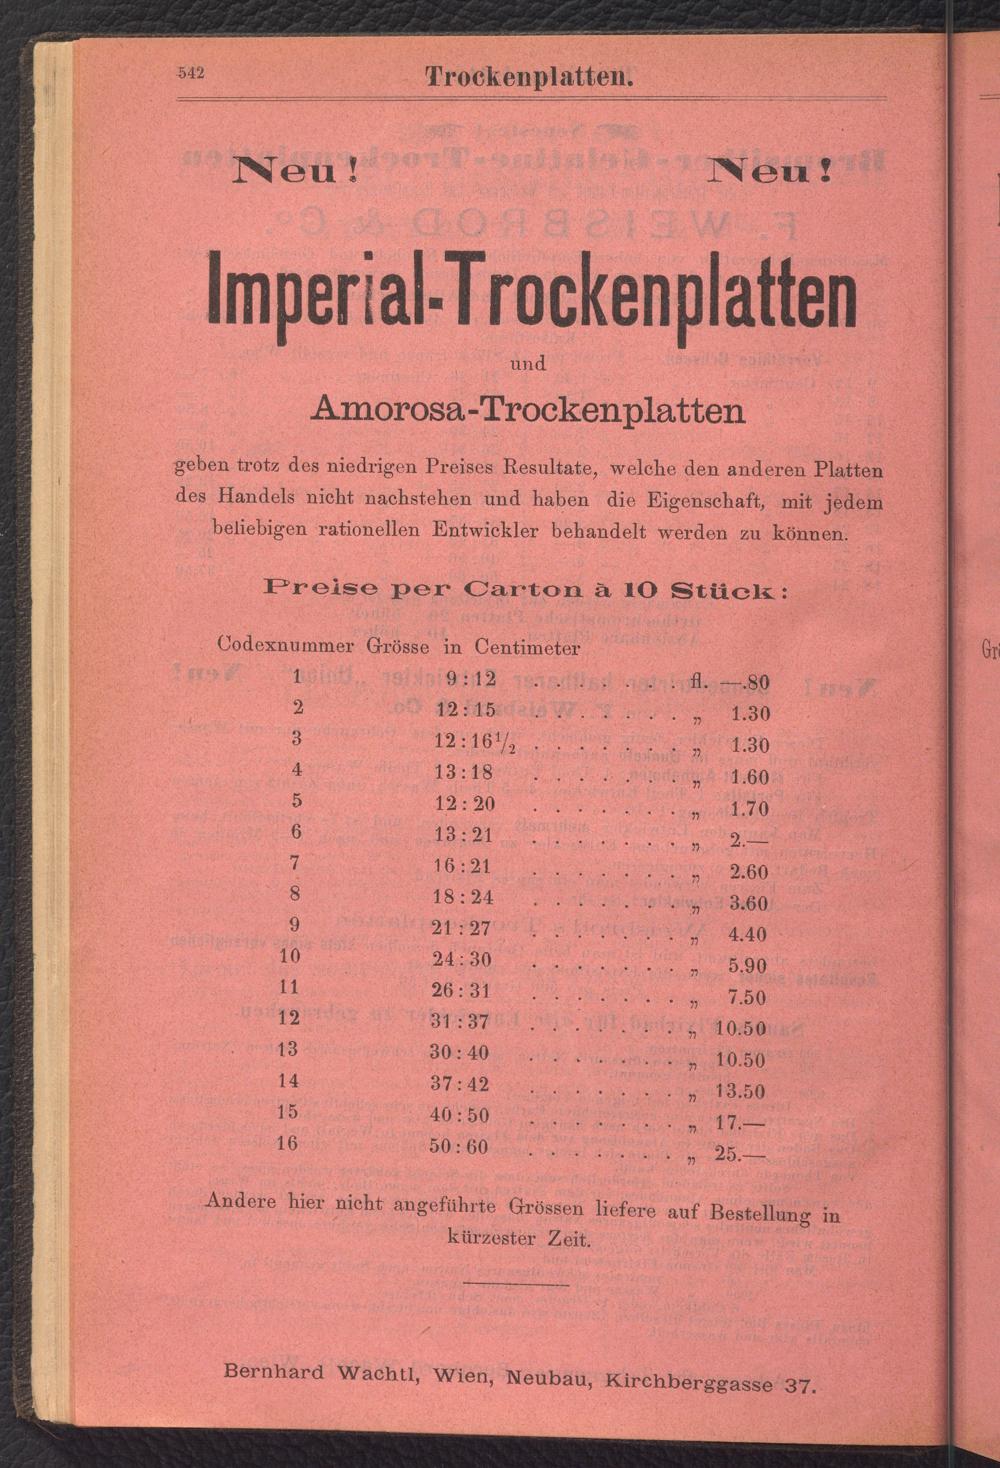 542
Trockenplatten.
Neu! Neu!
Imperial-Trockenplatten
und
Amorosa-Trockenplatten
geben trotz des niedrigen Preises Resultate, welche den anderen Platten
des Handels nicht nachstehen und haben die Eigenschaft, mit jedem
beliebigen rationellen Entwickler behandelt werden zu können.
Preise per Carton à 10 Stück:
Codexnummer Grösse in Centimeter
1 9:12 . . . . . . . fl. —.80
2 12:15 . . . . . . . „ 1.30
3 12:16½ . . . . . . . „ 1.30
4 13:18 . . . . . . . „ 1.60
5 12:20 . . . . . . . „ 1.70
6 13:21 . . . . . . . „ 2.—
7 16:21 . . . . . . . „ 2.60
8 18:24 . . . . . . . „ 3.60
9 21:27 . . . . . . . „ 4.40
10 24:30 . . . . . . . „ 5.90
11 26:31 . . . . . . . „ 7.50
12 31:37 . . . . . . . „ 10.50
13 30:40 . . . . . . . „ 10.50
14 37:42 . . . . . . . „ 13.50
15 40:50 . . . . . . . „ 17.—
16 50:60 . . . . . . . „ 25.—
Andere hier nicht angeführte Grössen liefere auf Bestellung in
kürzester Zeit.
Bernhard Wachtl, Wien, Neubau, Kirchberggasse 37.